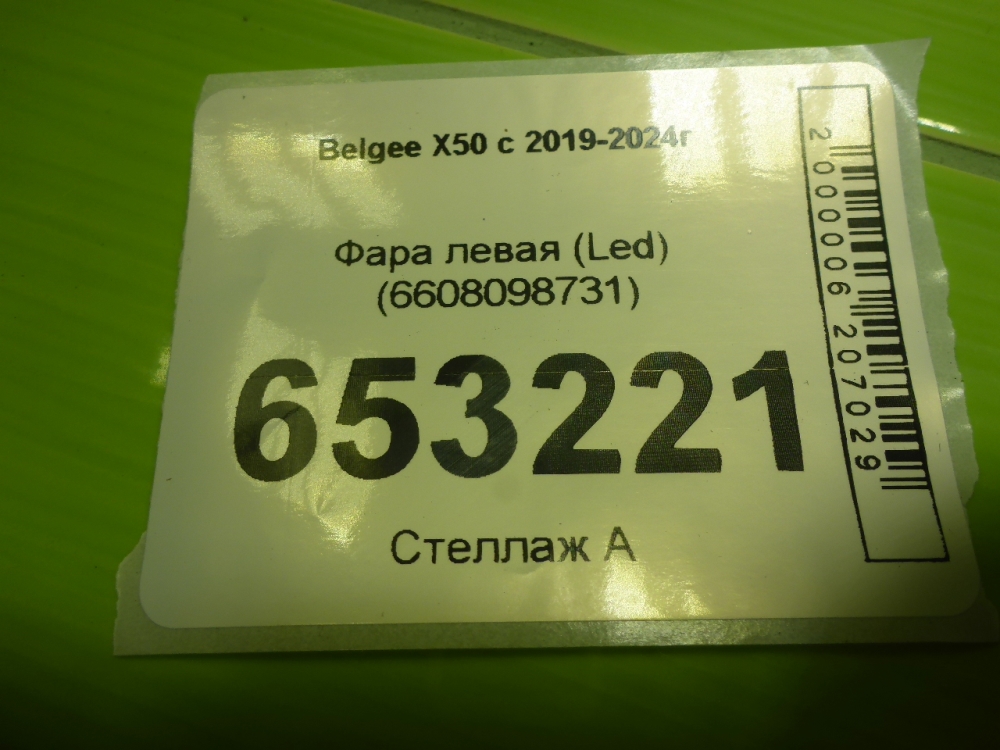 Belgee X50 с 2019-2024г
Фара левая (Led)
(6608098731)
653221
Стеллаж А
2000006207029